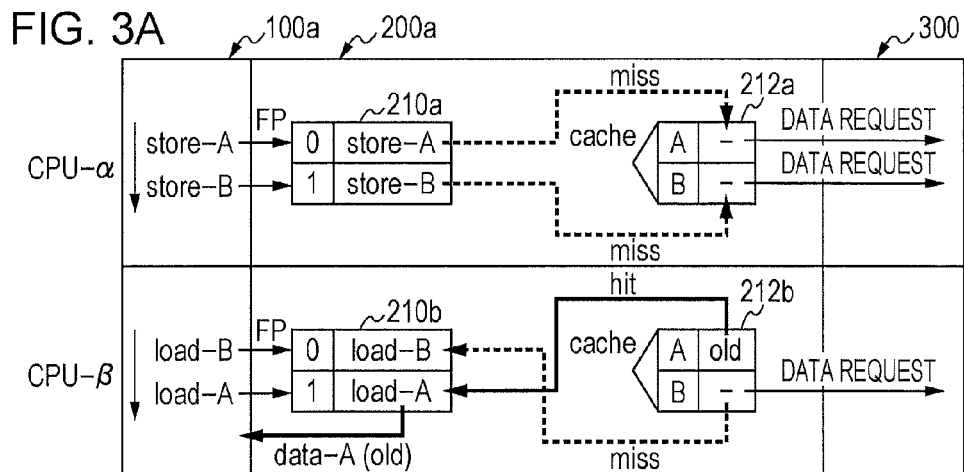 FIG. 3A
100a
200a
300
miss
FP
210a
212a
DATA REQUEST
CPU-α
store-A
0
store-A
cache
A
-
DATA REQUEST
store-B
1
store-B
B
-
miss
hit
FP
210b
212b
CPU-β
load-B
0
load-B
cache
A
old
DATA REQUEST
load-A
1
load-A
B
-
data-A (old)
miss